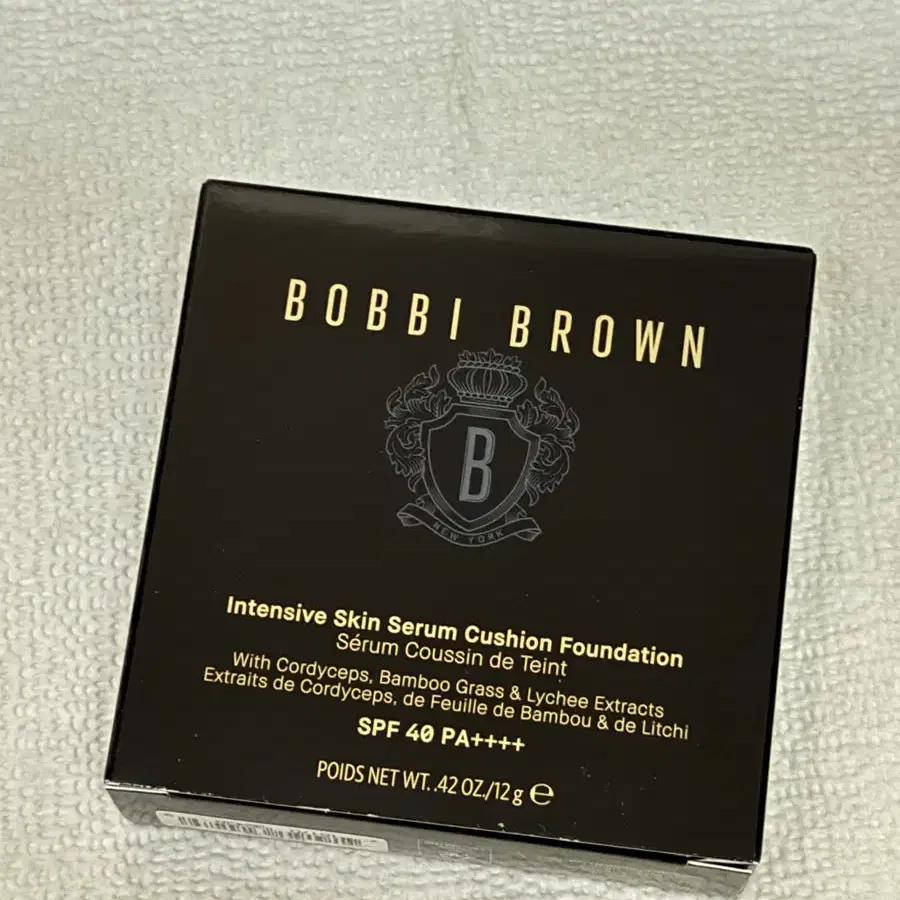 BOBBI BROWN
B
NEW YORK
Intensive Skin Serum Cushion Foundation
Sérum Coussin de Teint
With Cordyceps, Bamboo Grass & Lychee Extracts
Extraits de Cordyceps, de Feuille de Bambou & de Litchi
SPF 40 PA++++
POIDS NET WT. .42 OZ./12 g ℮